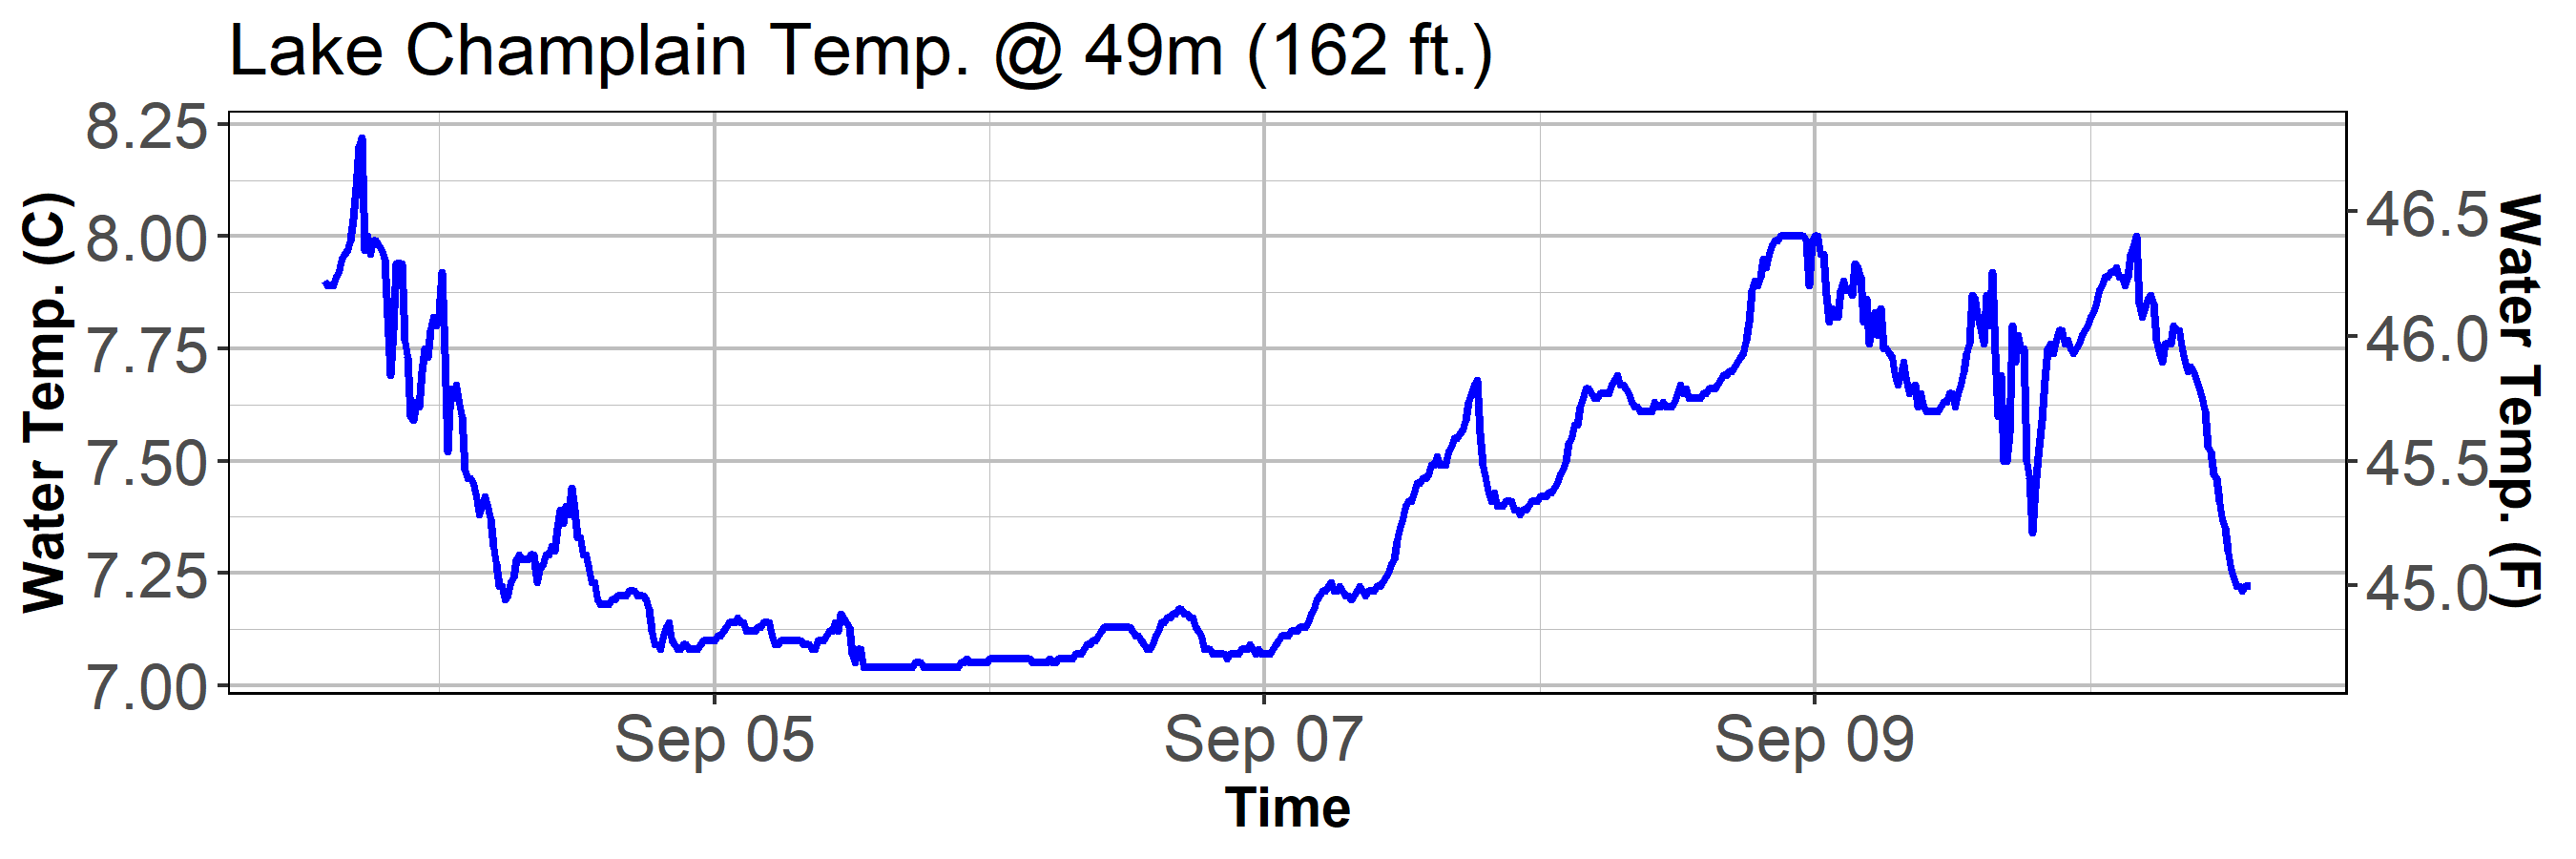 Lake Champlain Temp. @ 49m (162 ft.)
Water Temp. (C)
8.25
8.00
7.75
7.50
7.25
7.00
46.5
46.0
45.5
45.0
Water Temp. (F)
Sep 05
Sep 07
Sep 09
Time